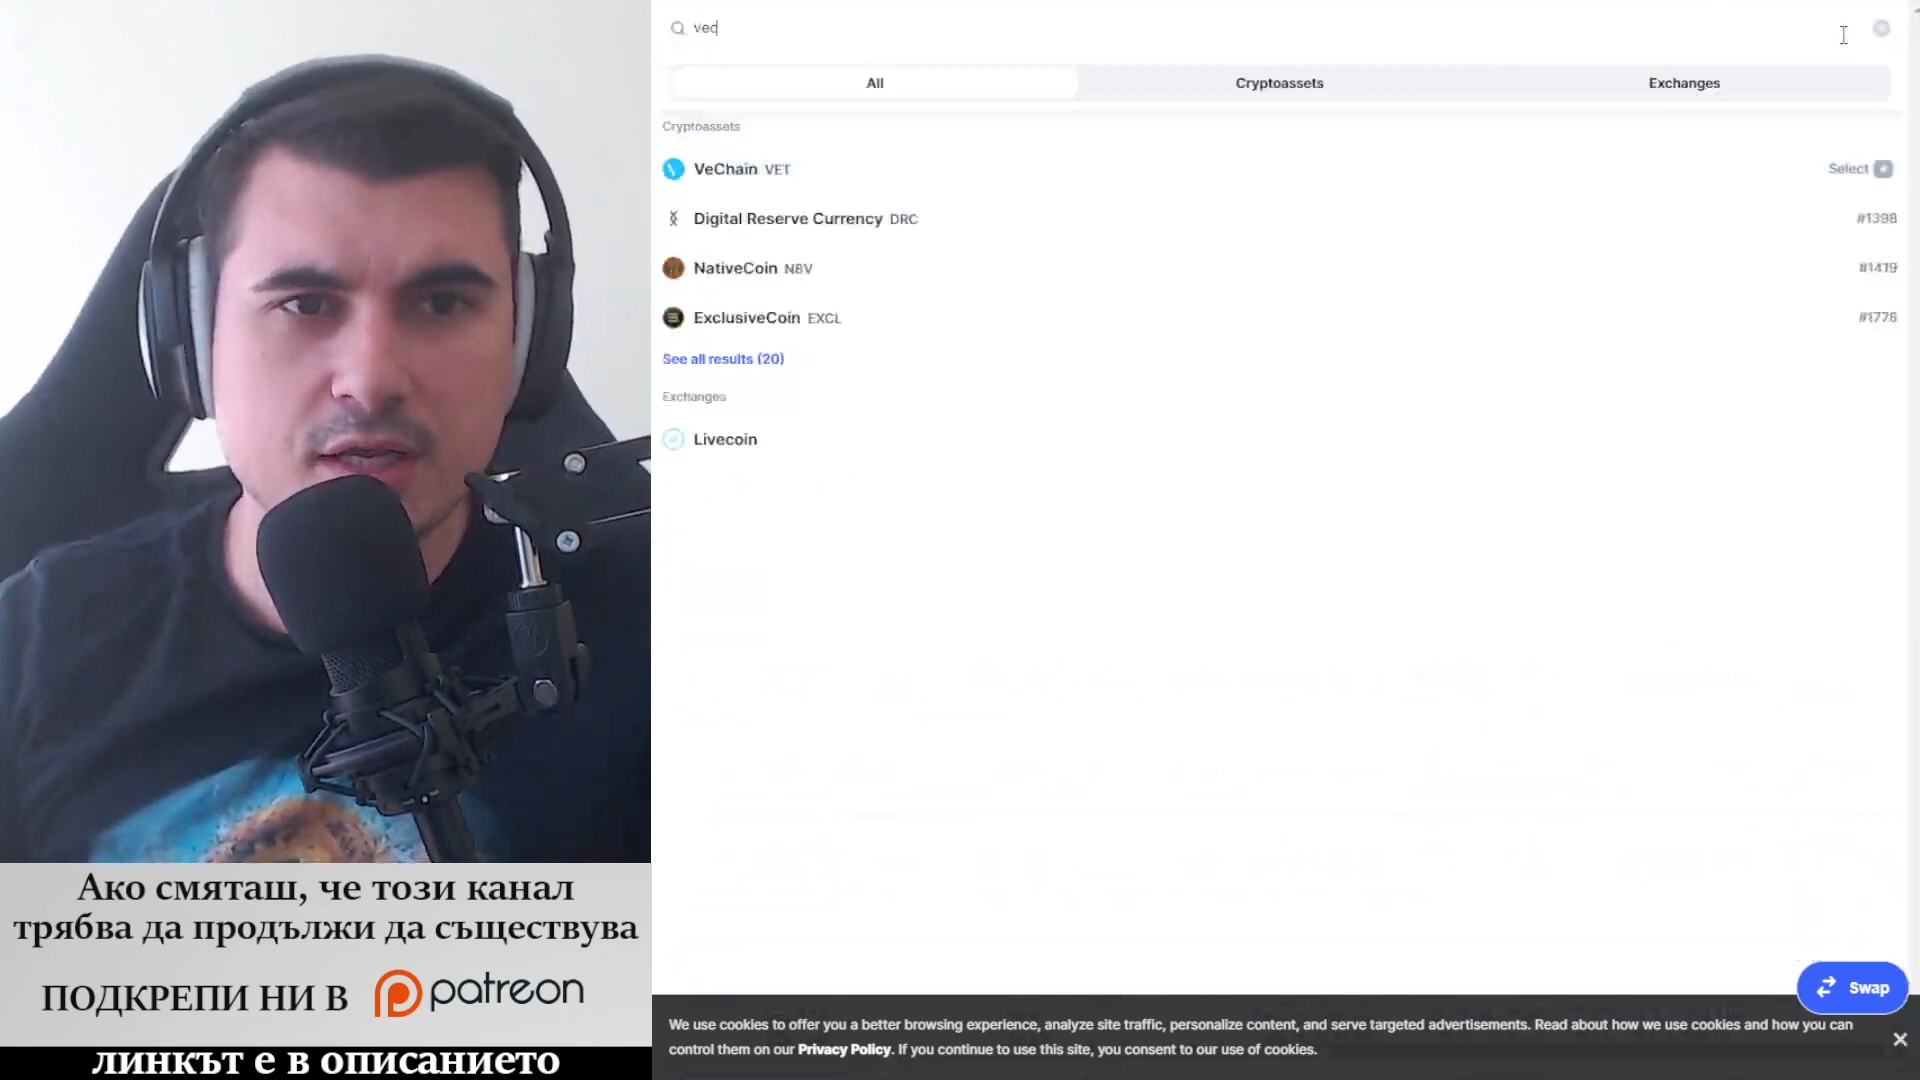 vec
All
Cryptoassets
Exchanges
Cryptoassets
VeChain VET
Select
Digital Reserve Currency DRC
#1398
NativeCoin N8V
#1419
ExclusiveCoin EXCL
#1776
See all results (20)
Exchanges
Livecoin
Ако смяташ, че този канал
трябва да продължи да съществува
ПОДКРЕПИ НИ В patreon
линкът е в описанието
Swap
We use cookies to offer you a better browsing experience, analyze site traffic, personalize content, and serve targeted advertisements. Read about how we use cookies and how you can
control them on our Privacy Policy. If you continue to use this site, you consent to our use of cookies.